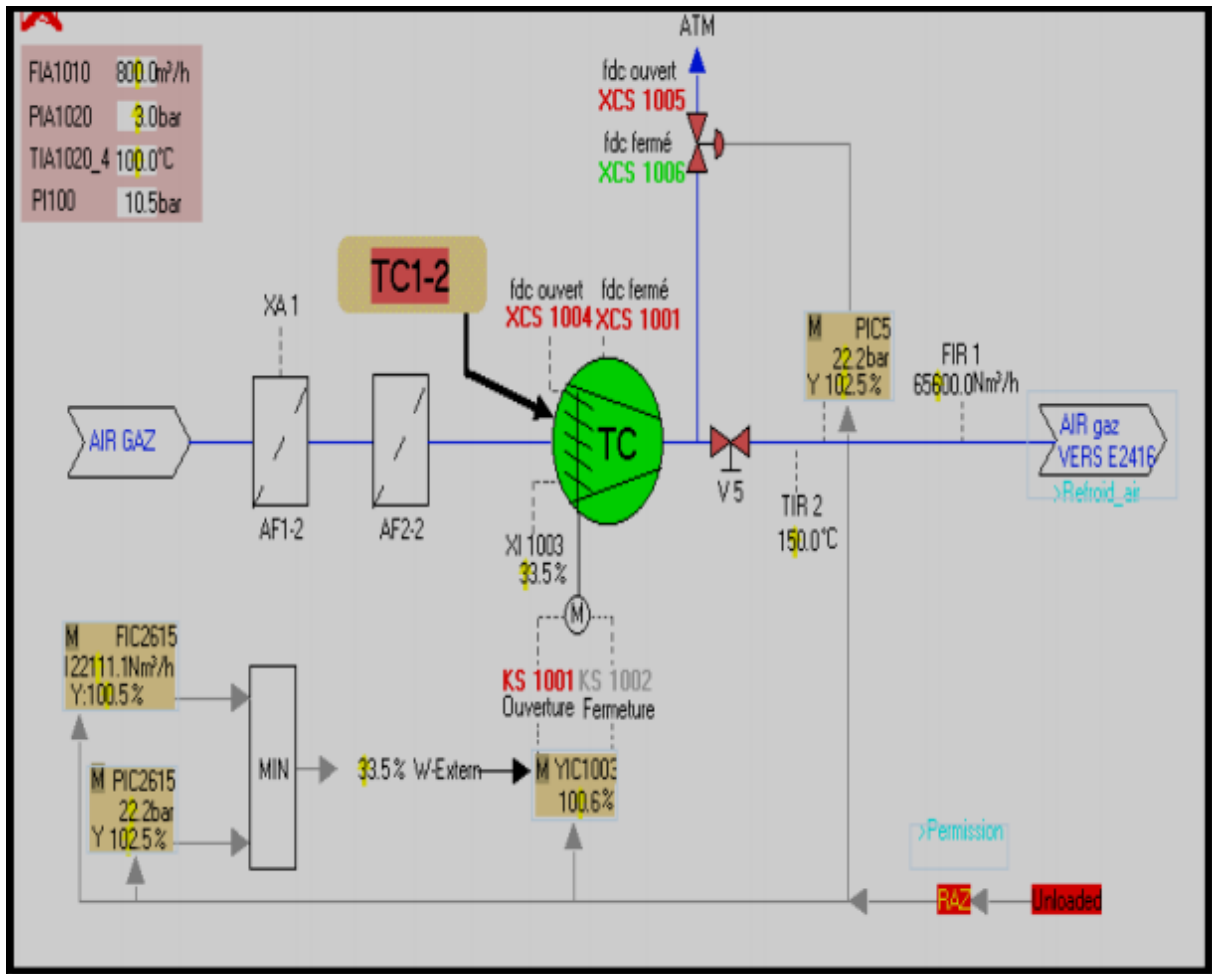 FIA1010 800.0m³/h
PIA1020 3.0bar
TIA1020_4 100.0°C
PI100 10.5bar
ATM
fdc ouvert
XCS 1005
fdc fermé
XCS 1006
TC1-2
fdc ouvert fdc fermé
XCS 1004 XCS 1001
XA 1
M PIC5
22.2bar
Y 102.5%
FIR 1
65600.0Nm³/h
AIR GAZ
TC
AIR gaz
VERS E2416
>Refroid_air
V 5
AF1-2
AF2-2
TIR 2
150.0°C
XI 1003
33.5%
M
M FIC2615
122111.1Nm³/h
Y:100.5%
KS 1001 KS 1002
Ouverture Fermeture
M PIC2615
22.2bar
Y 102.5%
MIN
33.5% W-Extern
M YIC1003
100.6%
>Permission
RAZ
Unloaded